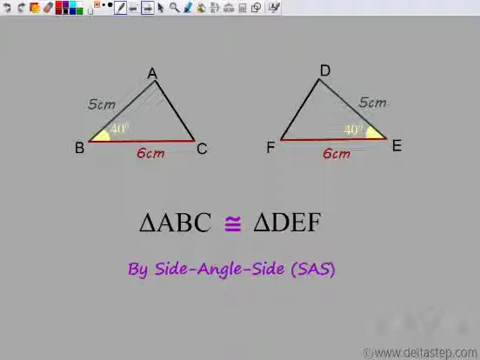 A
D
5cm
5cm
40°
40°
B
C
F
E
6cm
6cm
ΔABC ≅ ΔDEF
By Side-Angle-Side (SAS)
©www.deltastep.com